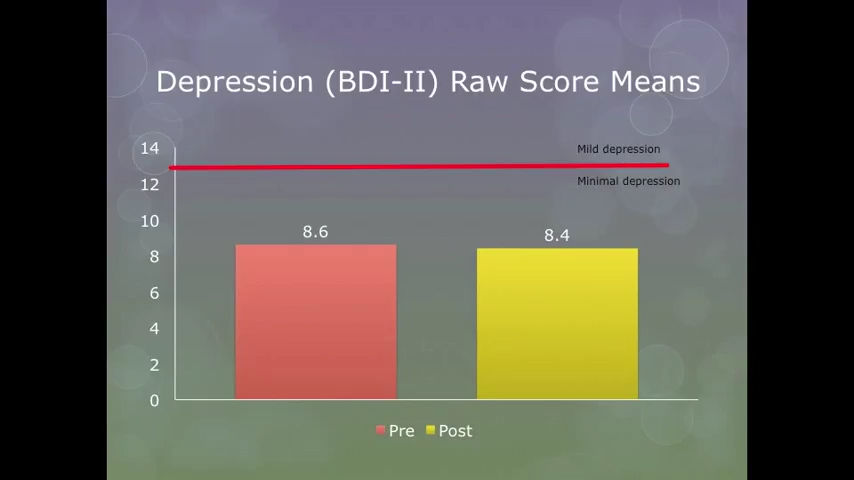 Depression (BDI-II) Raw Score Means
14
Mild depression
12
Minimal depression
10
8.6
8.4
8
6
4
2
0
Pre Post